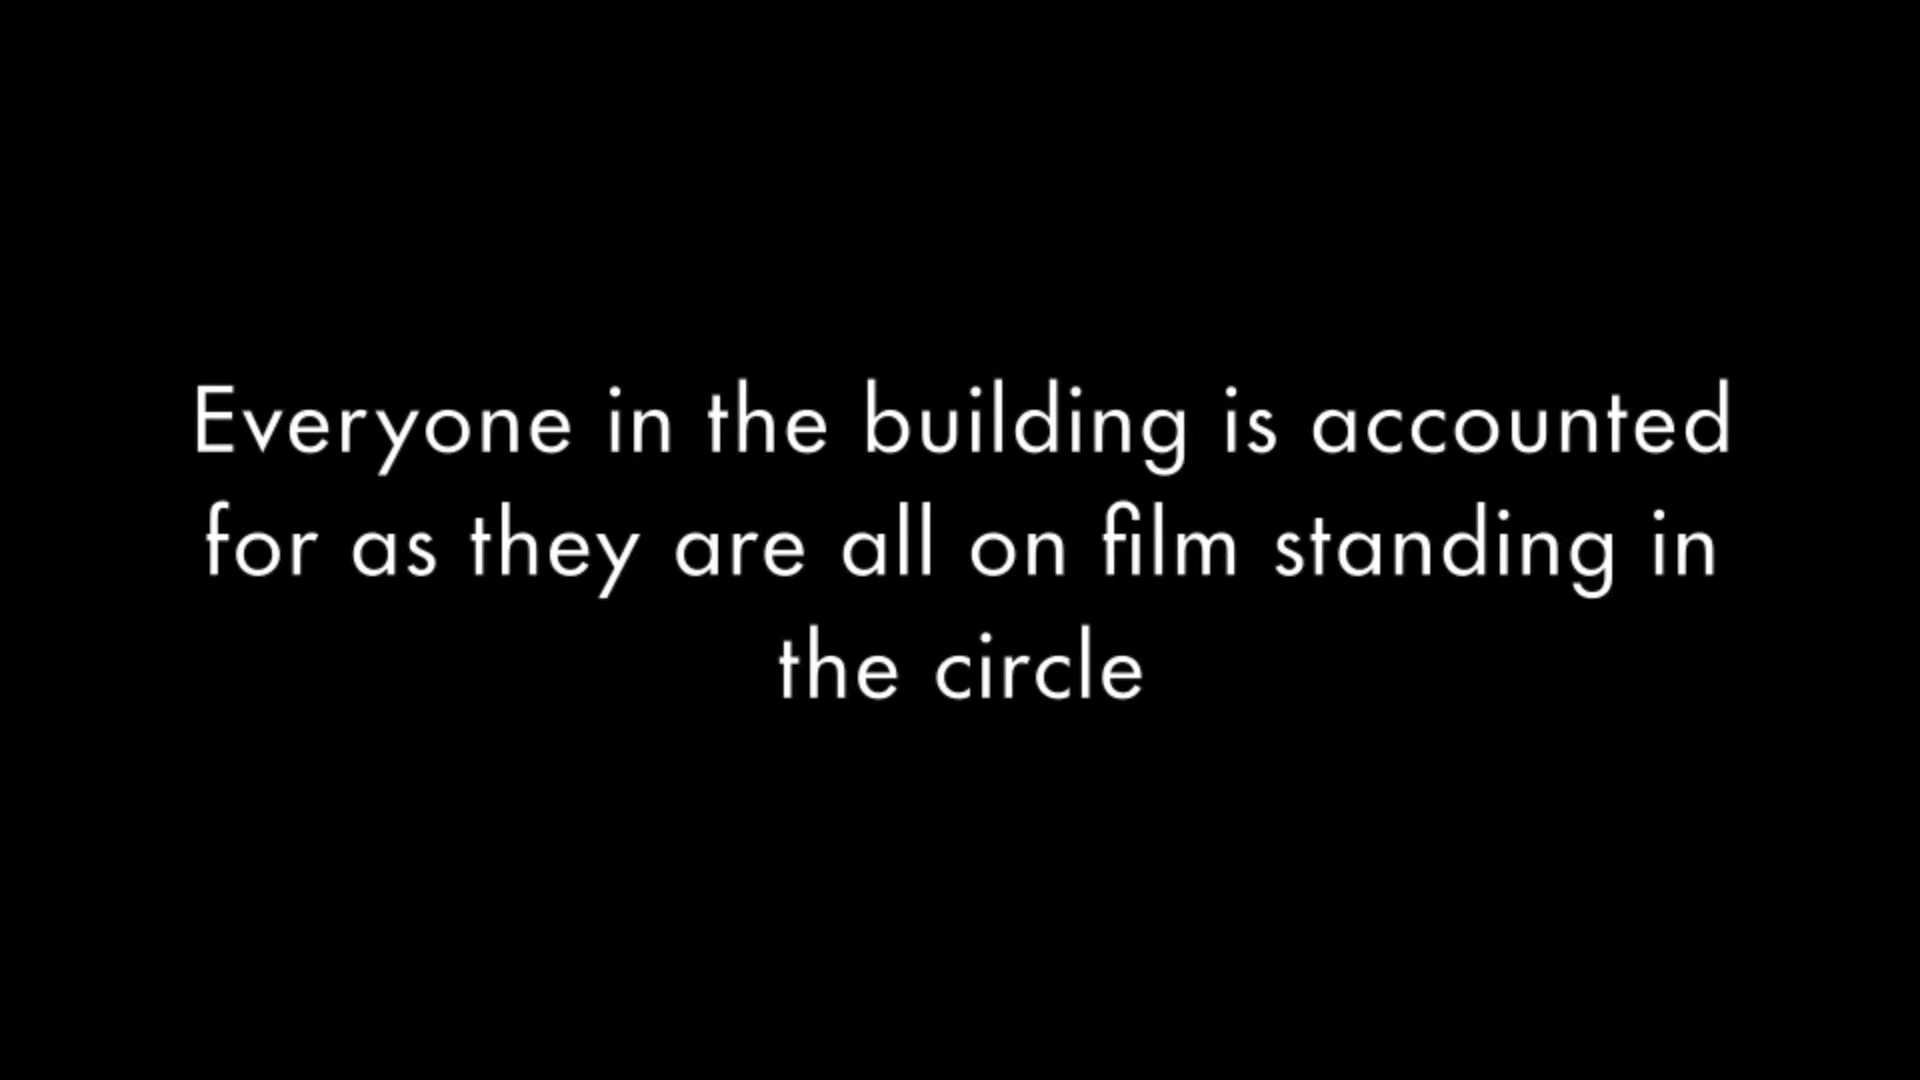 Everyone in the building is accounted
for as they are all on film standing in
the circle